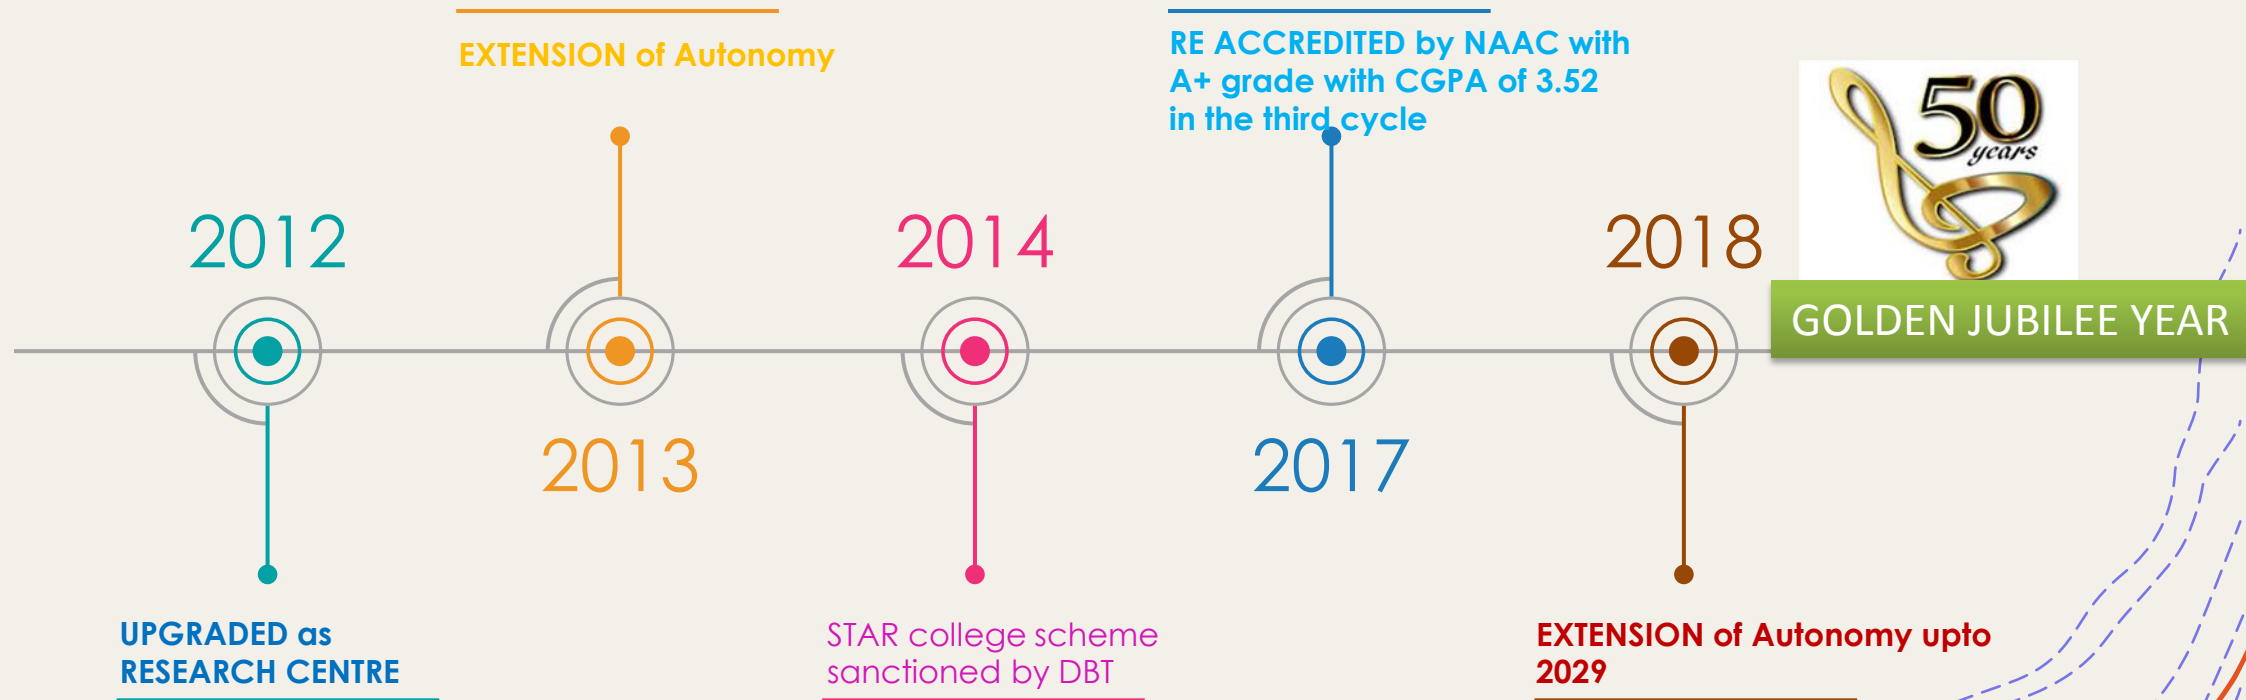 EXTENSION of Autonomy
RE ACCREDITED by NAAC with
A+ grade with CGPA of 3.52
in the third cycle
50
years
2012
2014
2018
GOLDEN JUBILEE YEAR
2013
2017
UPGRADED as
RESEARCH CENTRE
STAR college scheme
sanctioned by DBT
EXTENSION of Autonomy upto
2029